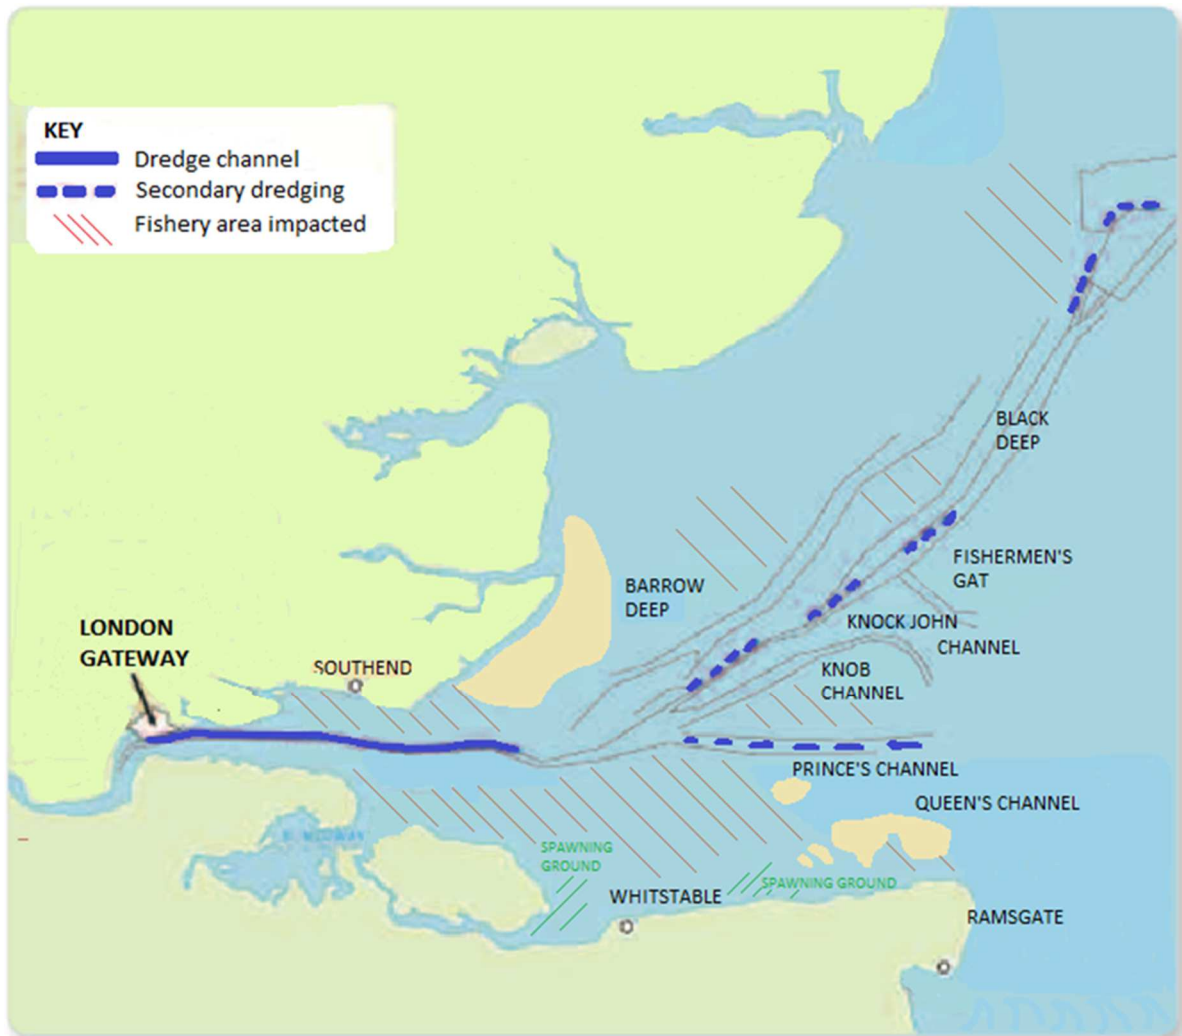 KEY
Dredge channel
Secondary dredging
Fishery area impacted
BLACK
DEEP
FISHERMEN'S
GAT
BARROW
DEEP
KNOCK JOHN
CHANNEL
LONDON
GATEWAY
SOUTHEND
KNOB
CHANNEL
PRINCE'S CHANNEL
QUEEN'S CHANNEL
SPAWNING
GROUND
SPAWNING GROUND
WHITSTABLE
RAMSGATE